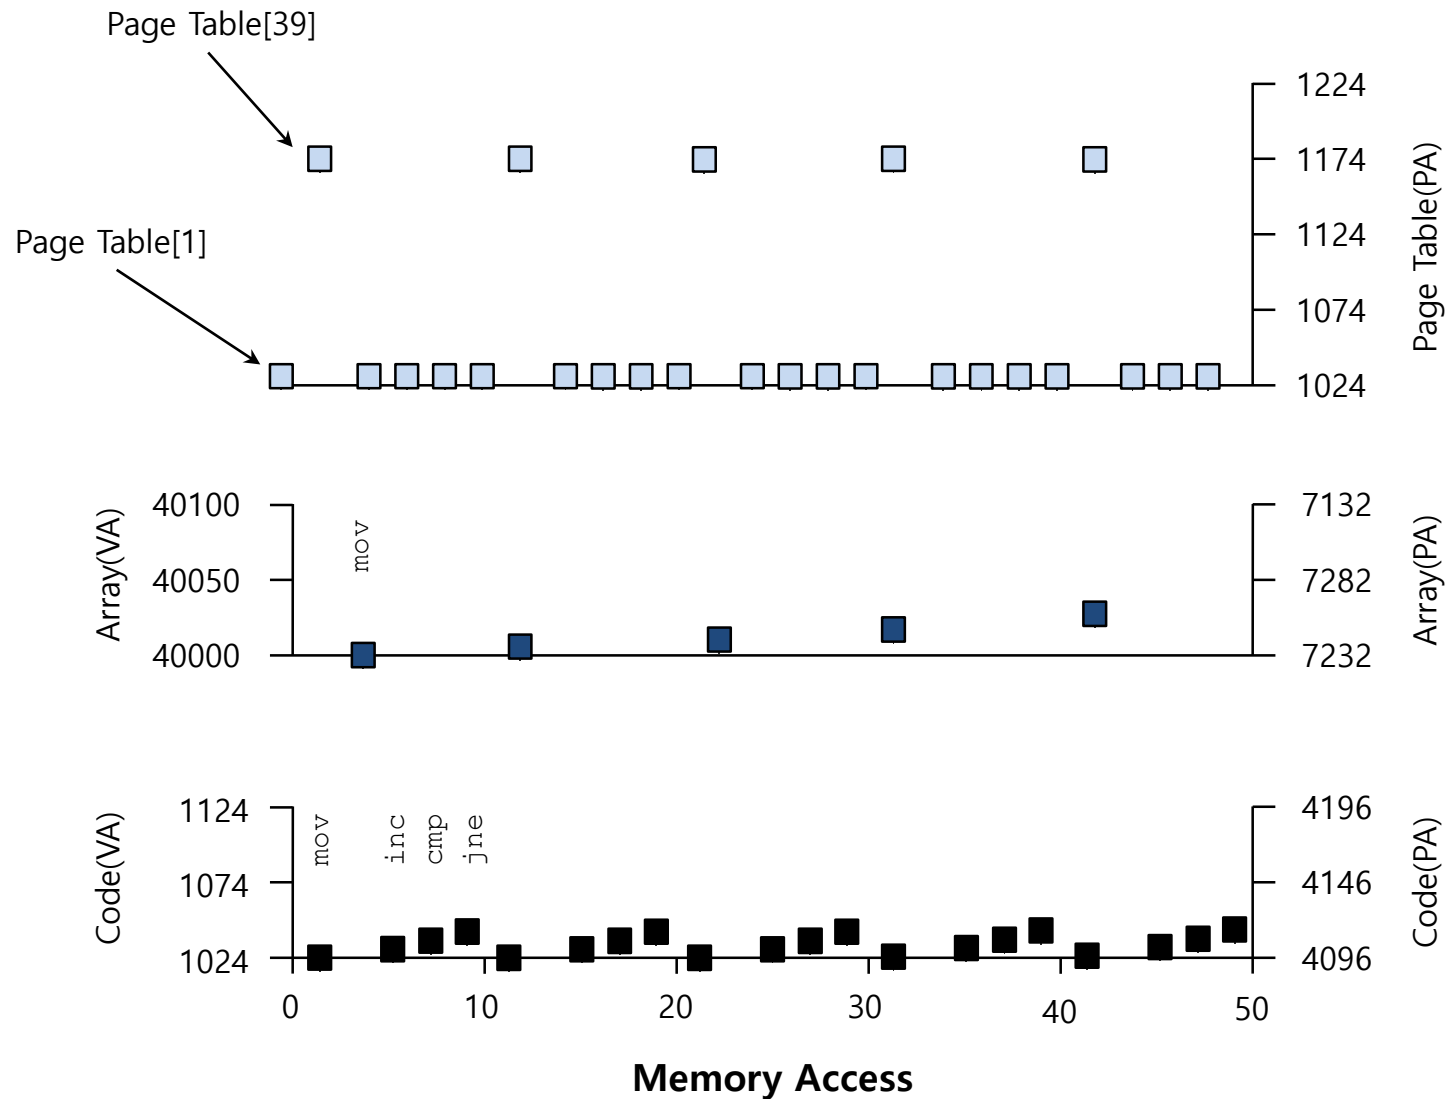 Page Table[39]
Page Table[1]
1224
1174
1124
1074
1024
Page Table(PA)
Array(VA)
40100
40050
40000
mov
7132
7282
7232
Array(PA)
Code(VA)
1124
1074
1024
mov
inc
cmp
jne
4196
4146
4096
Code(PA)
0
10
20
30
40
50
Memory Access